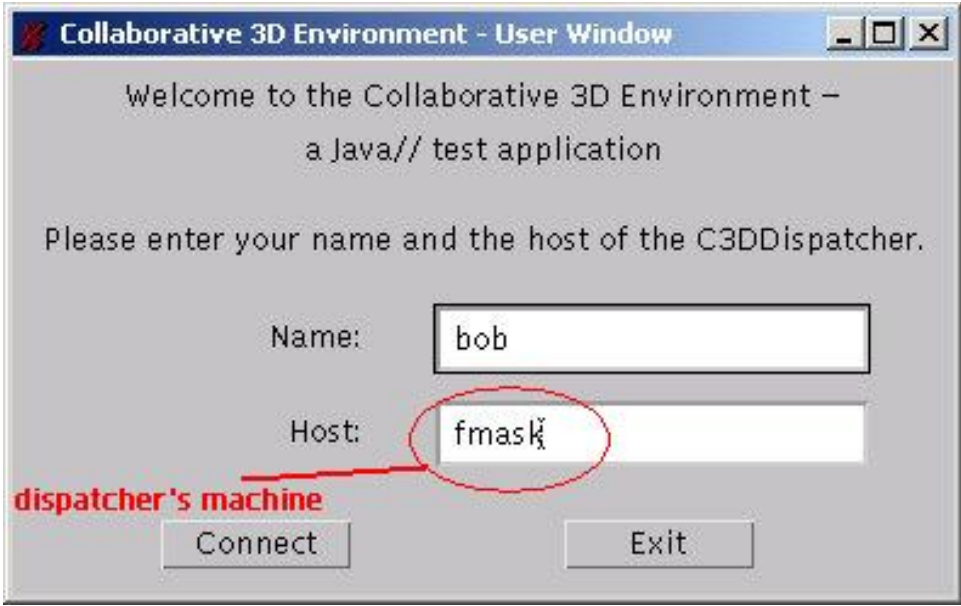 Collaborative 3D Environment - User Window
Welcome to the Collaborative 3D Environment –
a Java// test application
Please enter your name and the host of the C3DDispatcher.
Name: bob
Host: fmask
dispatcher's machine
Connect Exit